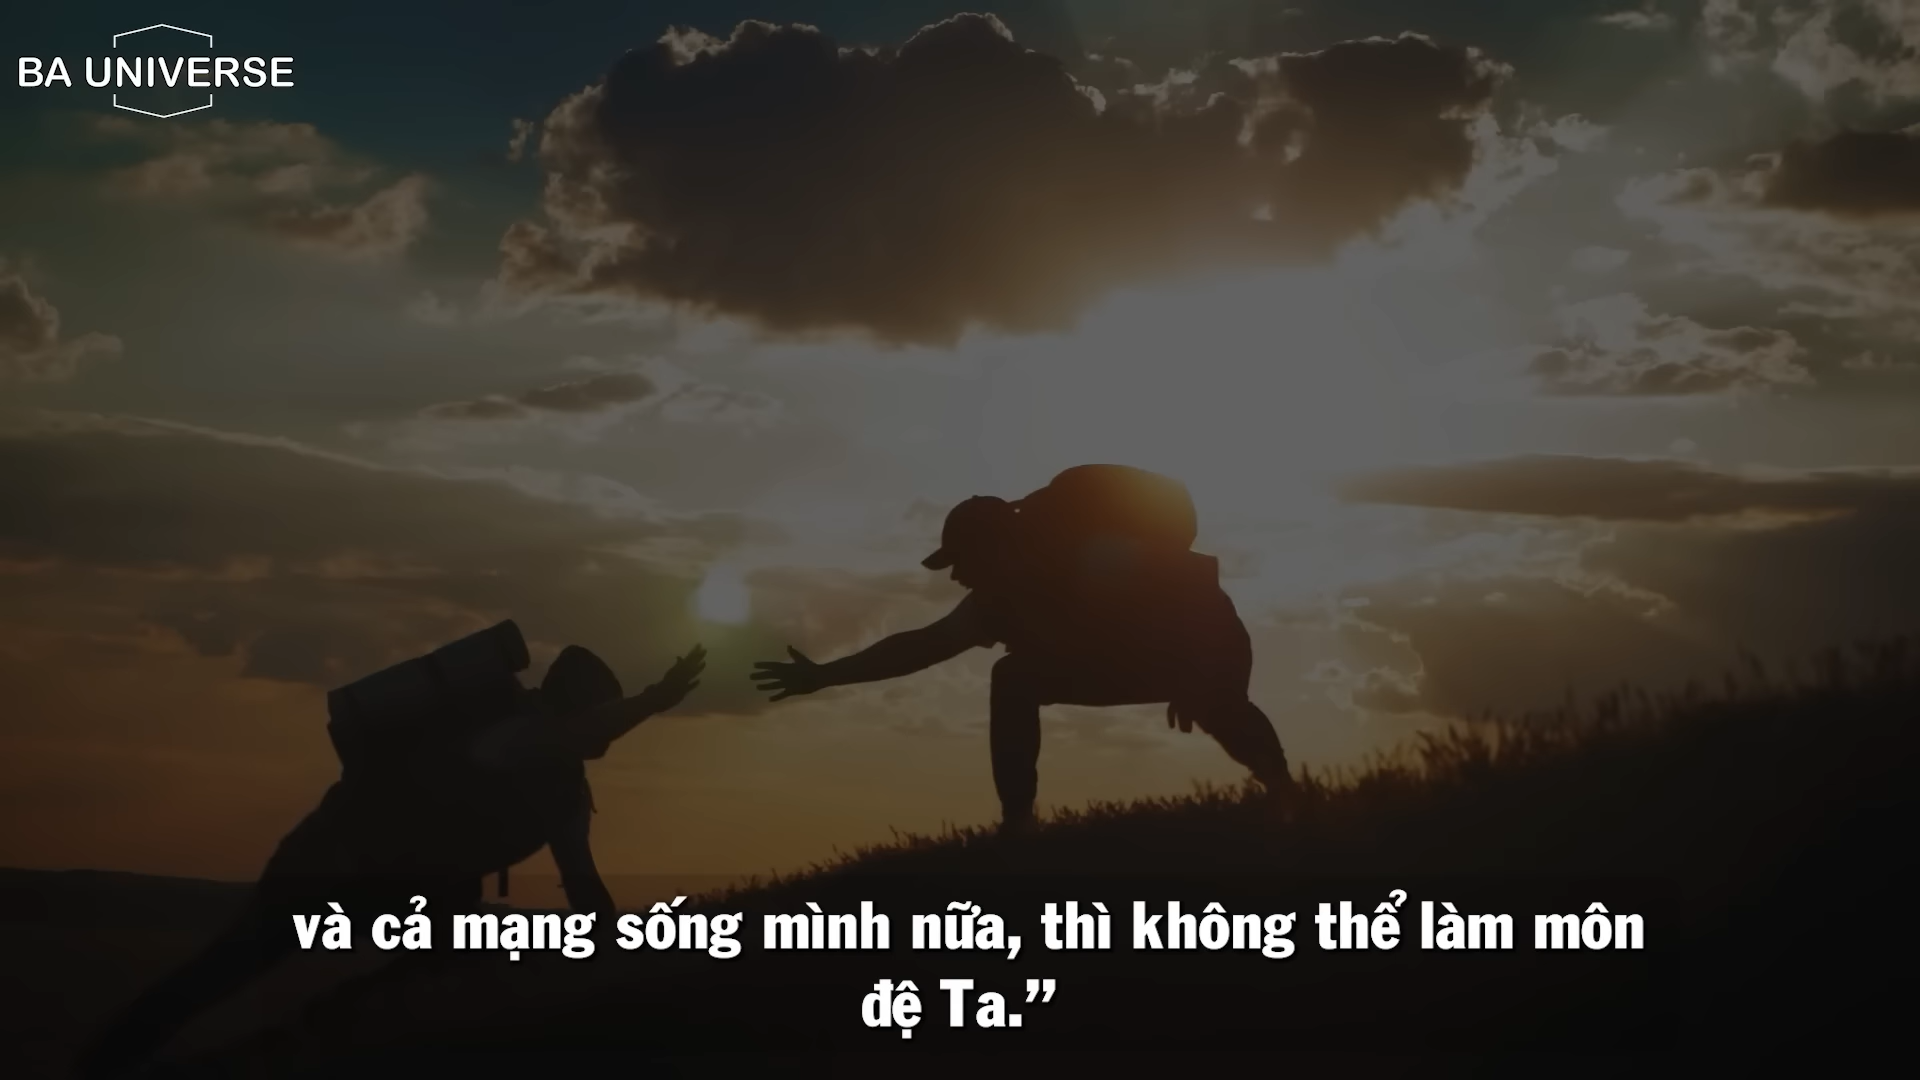 BA UNIVERSE
và cả mạng sống mình nữa, thì không thể làm môn
đệ Ta.”